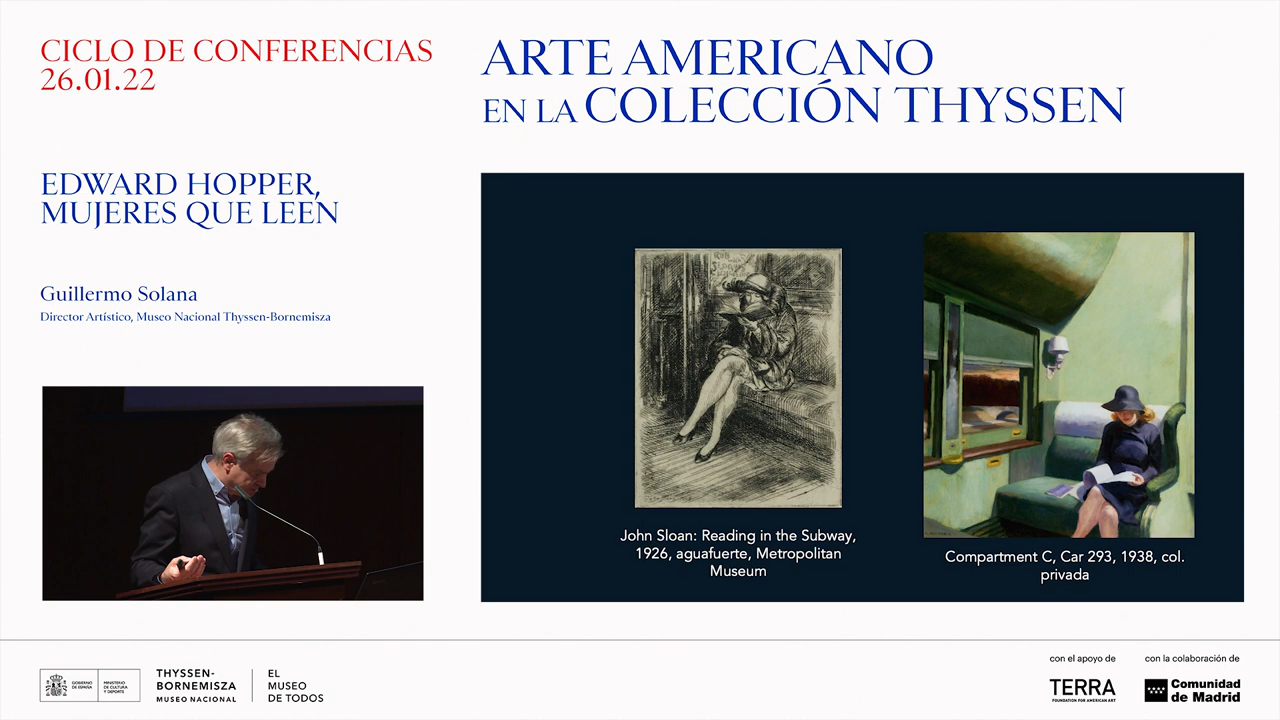 CICLO DE CONFERENCIAS
26.01.22
ARTE AMERICANO
EN LA COLECCIÓN THYSSEN
EDWARD HOPPER,
MUJERES QUE LEEN
Guillermo Solana
Director Artístico, Museo Nacional Thyssen-Bornemisza
John Sloan: Reading in the Subway,
1926, aguafuerte, Metropolitan
Museum
Compartment C, Car 293, 1938, col.
privada
GOBIERNO
DE ESPAÑA
MINISTERIO
DE CULTURA
Y DEPORTE
THYSSEN-
BORNEMISZA
MUSEO NACIONAL
EL
MUSEO
DE TODOS
con el apoyo de
TERRA
FOUNDATION FOR AMERICAN ART
con la colaboración de
Comunidad
de Madrid